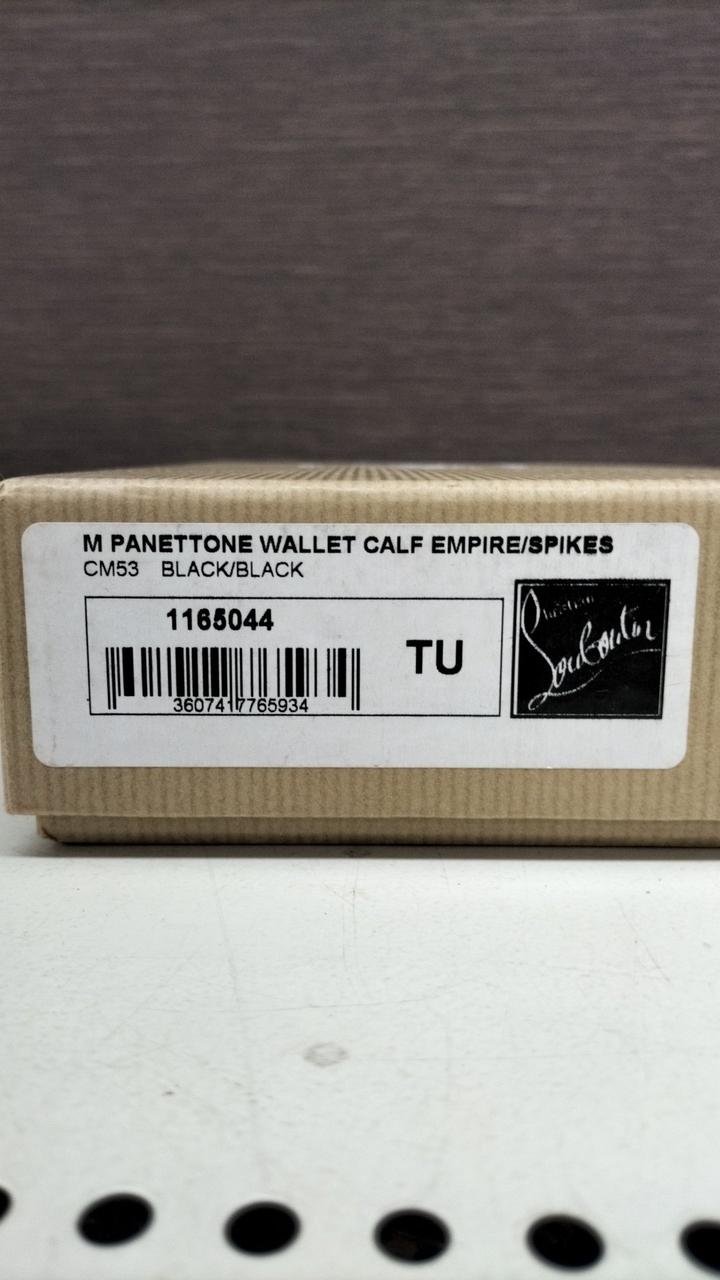 M PANETTONE WALLET CALF EMPIRE/SPIKES
CM53 BLACK/BLACK
1165044
TU
3607417765934
Christian
Louboutin